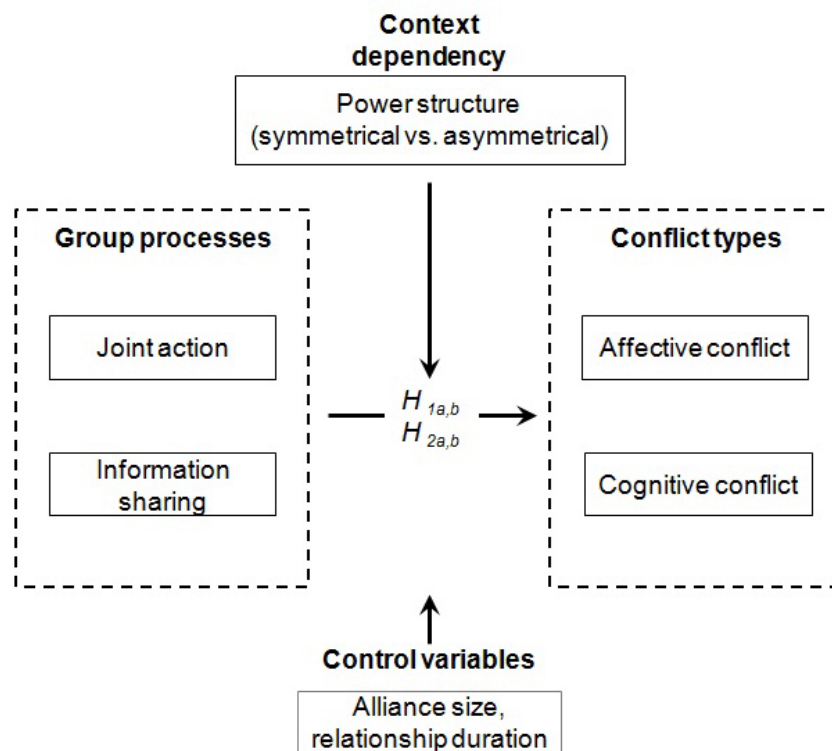 Context
dependency
Power structure
(symmetrical vs. asymmetrical)
Group processes
Joint action
Information
sharing
H 1a,b
H 2a,b
Conflict types
Affective conflict
Cognitive conflict
Control variables
Alliance size,
relationship duration